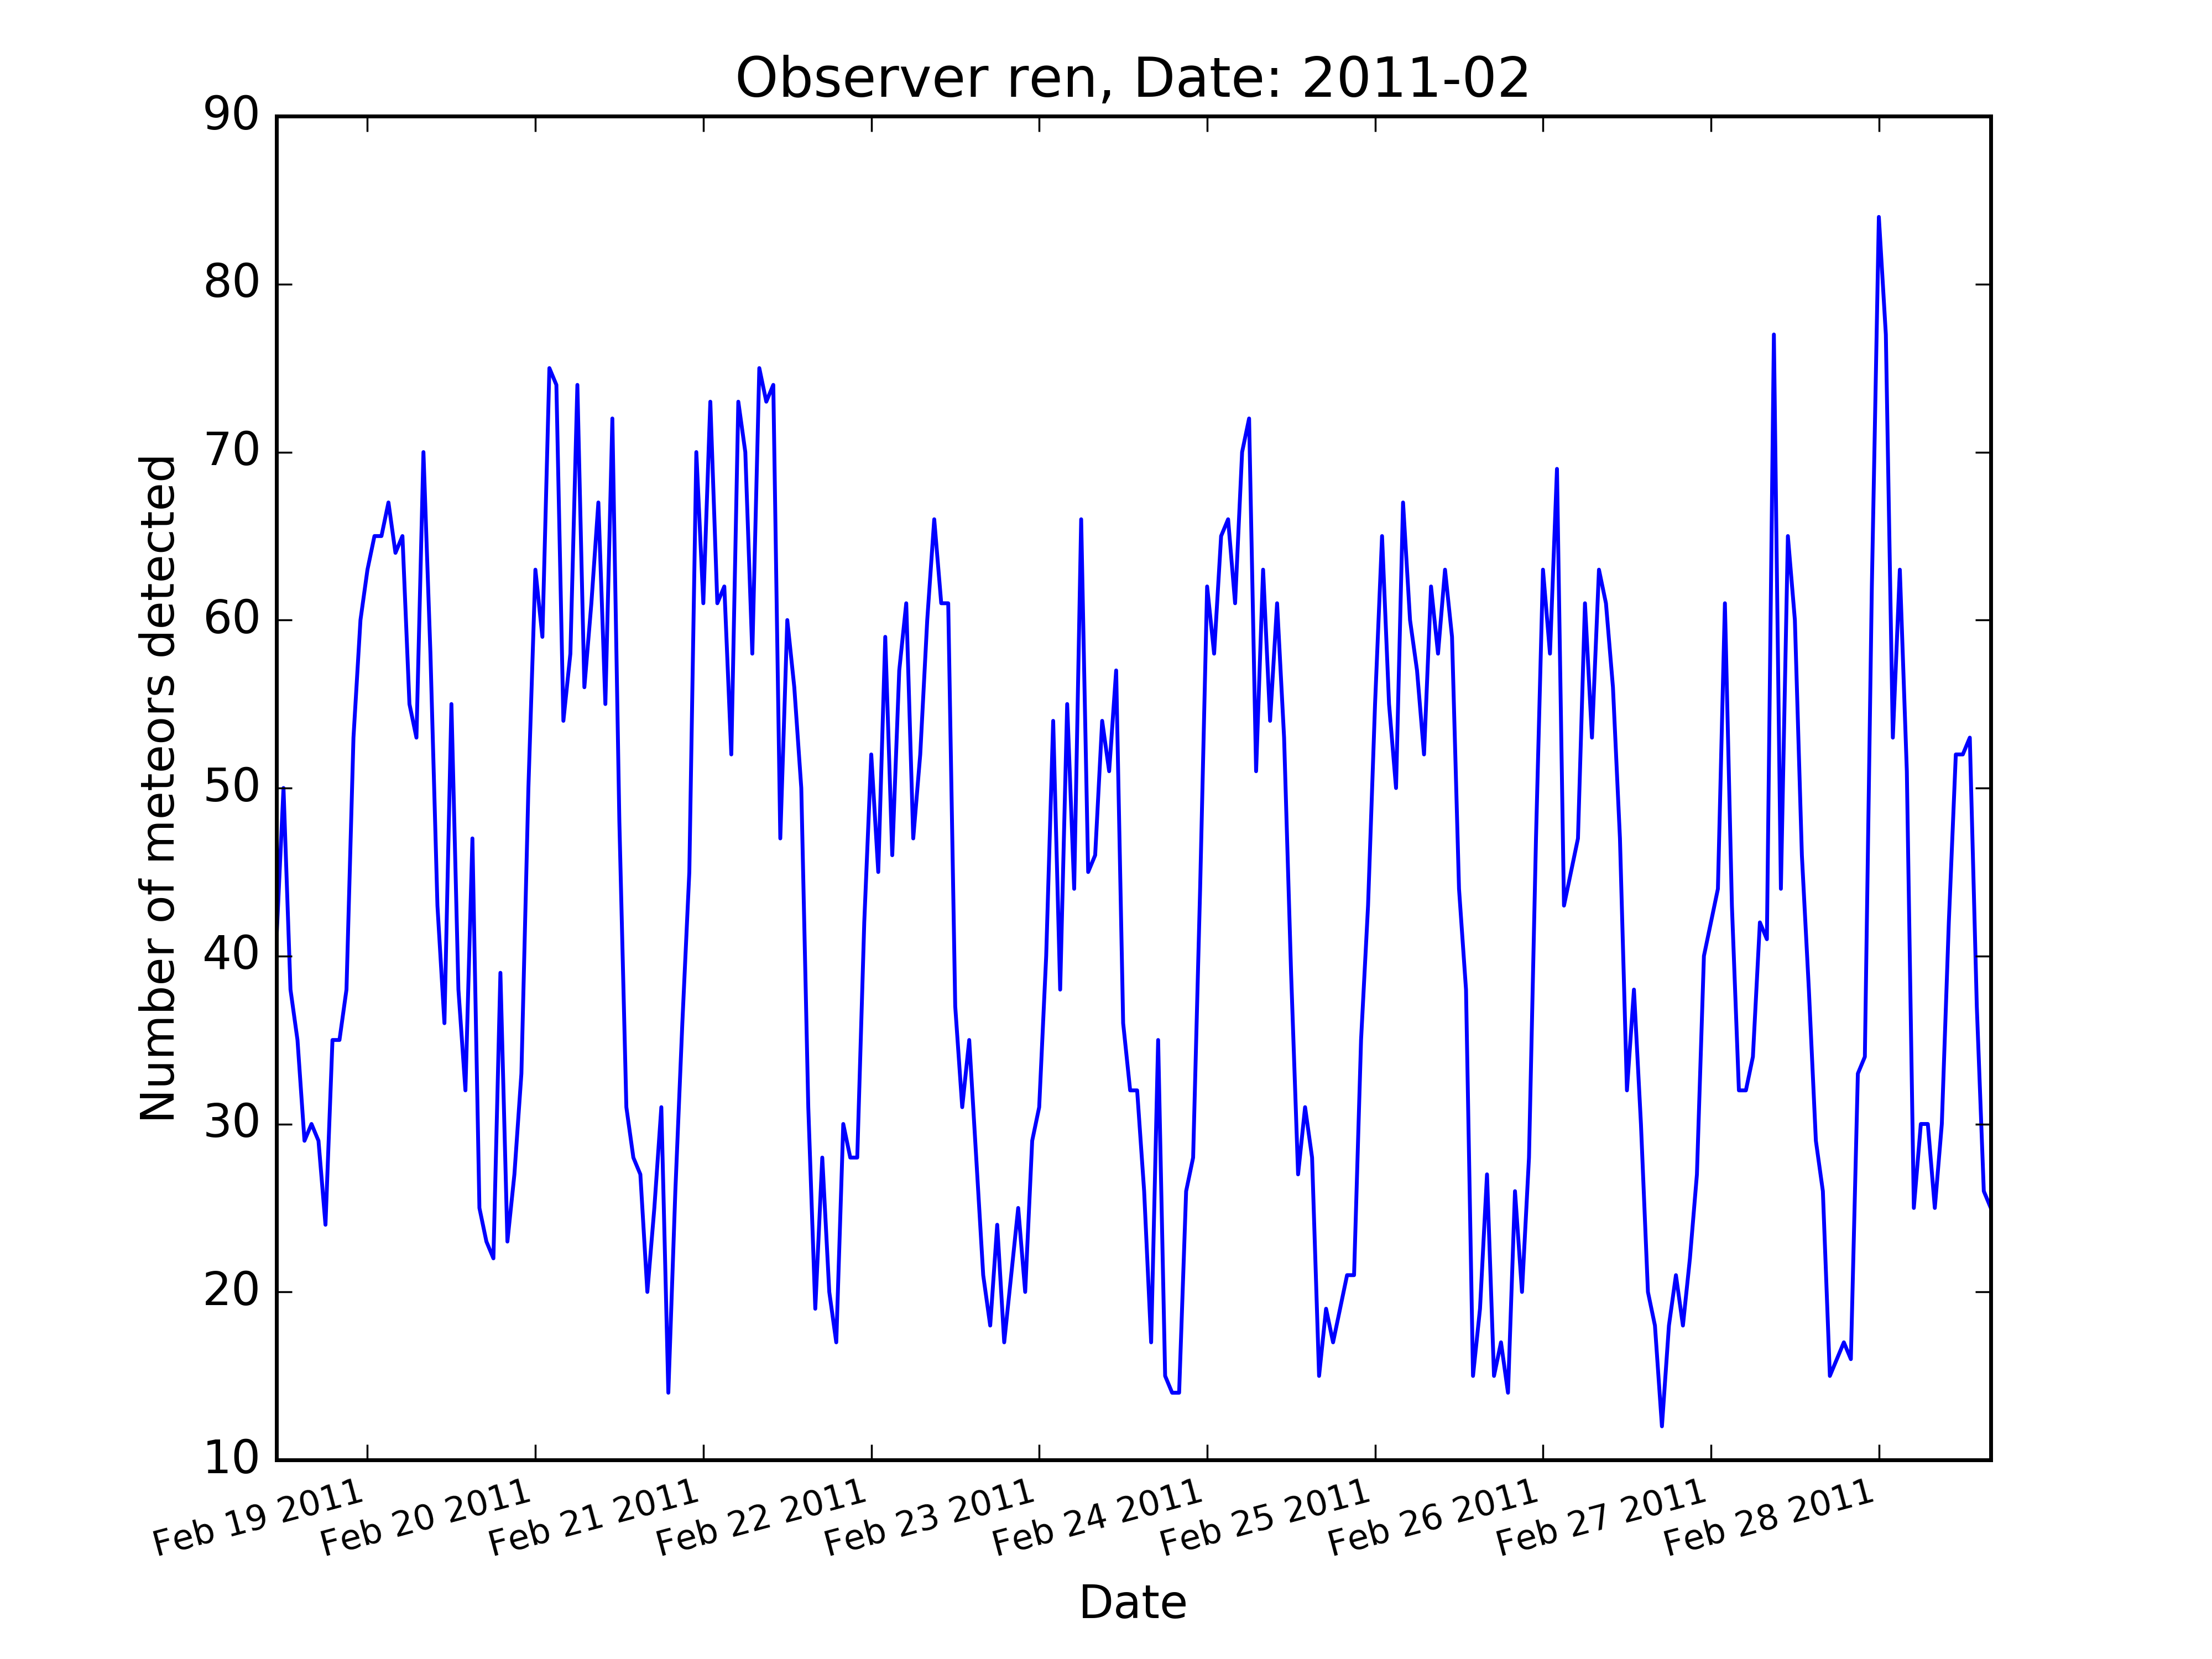 Observer ren, Date: 2011-02
90
80
70
60
50
40
30
20
10
Number of meteors detected
Feb 19 2011
Feb 20 2011
Feb 21 2011
Feb 22 2011
Feb 23 2011
Feb 24 2011
Feb 25 2011
Feb 26 2011
Feb 27 2011
Feb 28 2011
Date